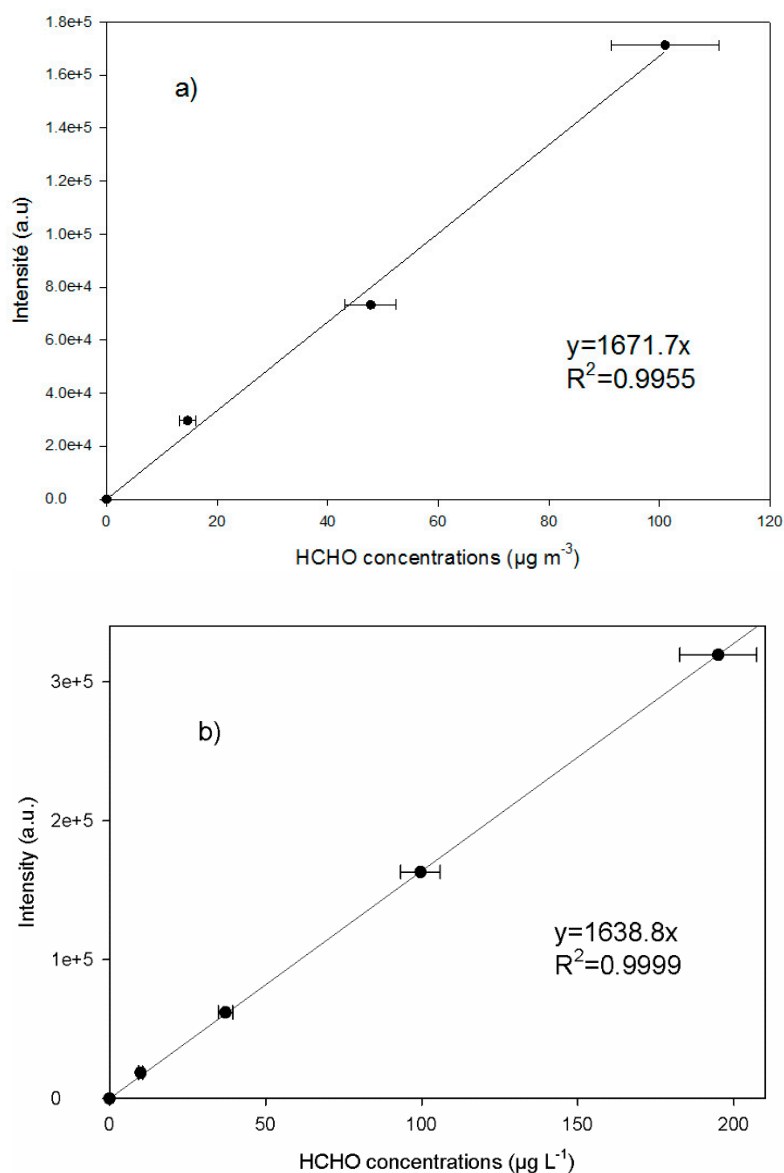 1.8e+5
a)
1.6e+5
1.4e+5
1.2e+5
1.0e+5
8.0e+4
6.0e+4
4.0e+4
2.0e+4
0.0
Intensité (a.u)
y=1671.7x
R²=0.9955
0 20 40 60 80 100 120
HCHO concentrations (µg m⁻³)
b)
3e+5
2e+5
1e+5
0
Intensity (a.u.)
y=1638.8x
R²=0.9999
0 50 100 150 200
HCHO concentrations (µg L⁻¹)